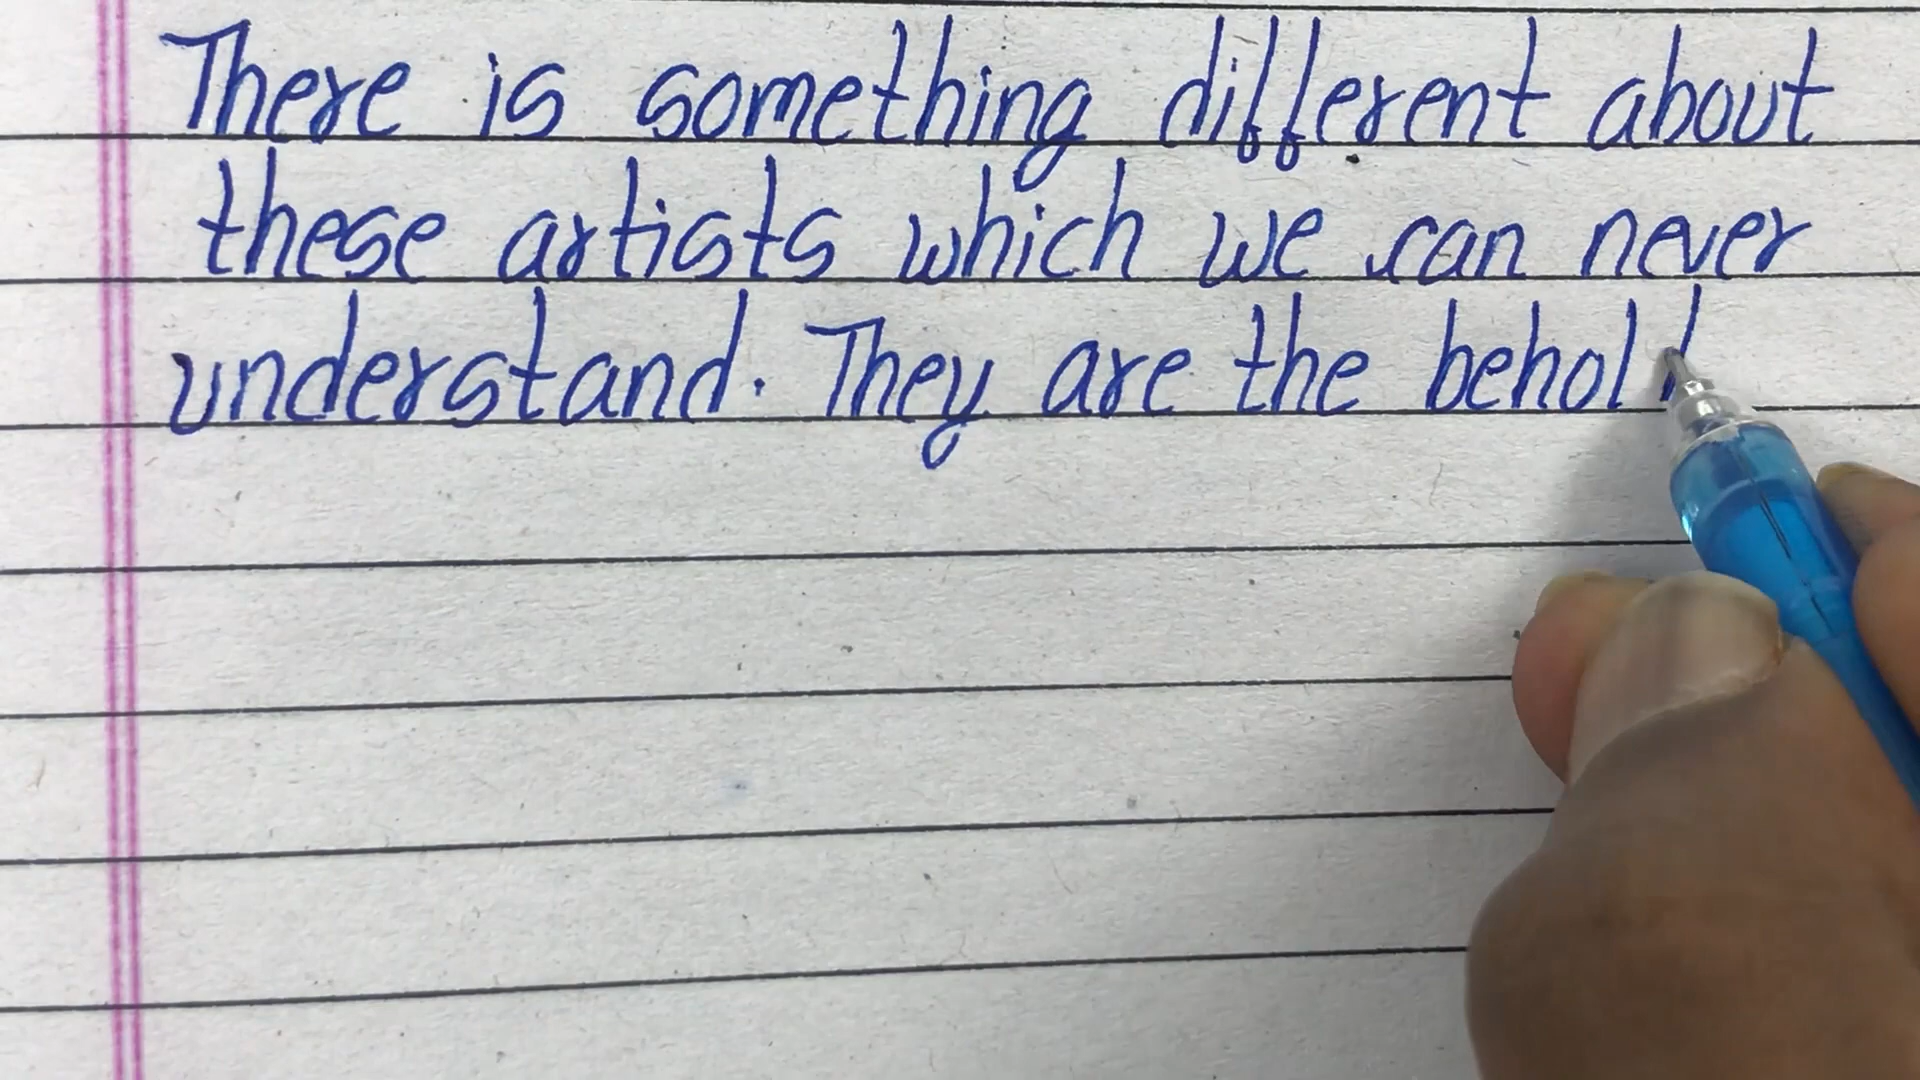 There is something different about
these artists which we can never
understand. They are the behol